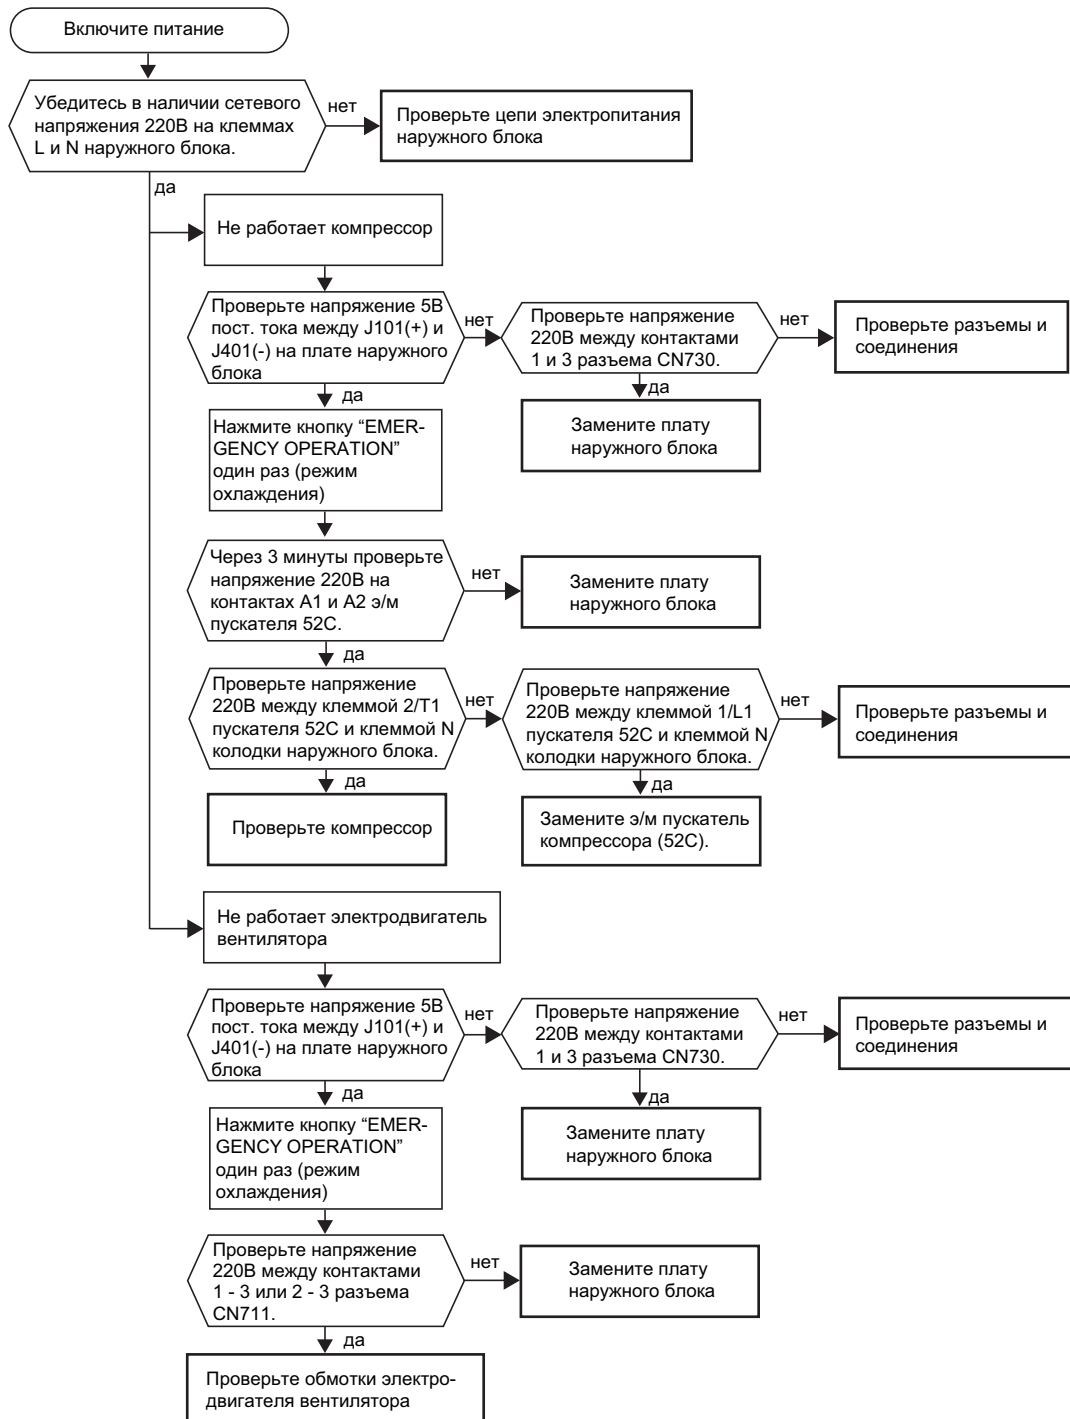 Включите питание
Убедитесь в наличии сетевого
напряжения 220В на клеммах
L и N наружного блока.
нет
Проверьте цепи электропитания
наружного блока
да
Не работает компрессор
Проверьте напряжение 5В
пост. тока между J101(+) и
J401(-) на плате наружного
блока
нет
Проверьте напряжение
220В между контактами
1 и 3 разъема CN730.
нет
Проверьте разъемы и
соединения
да
Замените плату
наружного блока
да
Нажмите кнопку “EMER-
GENCY OPERATION”
один раз (режим
охлаждения)
Через 3 минуты проверьте
напряжение 220В на
контактах А1 и А2 э/м
пускателя 52С.
нет
Замените плату
наружного блока
да
Проверьте напряжение
220В между клеммой 2/Т1
пускателя 52С и клеммой N
колодки наружного блока.
нет
Проверьте напряжение
220В между клеммой 1/L1
пускателя 52С и клеммой N
колодки наружного блока.
нет
Проверьте разъемы и
соединения
да
Проверьте компрессор
да
Замените э/м пускатель
компрессора (52С).
Не работает электродвигатель
вентилятора
Проверьте напряжение 5В
пост. тока между J101(+) и
J401(-) на плате наружного
блока
нет
Проверьте напряжение
220В между контактами
1 и 3 разъема CN730.
нет
Проверьте разъемы и
соединения
да
Замените плату
наружного блока
да
Нажмите кнопку “EMER-
GENCY OPERATION”
один раз (режим
охлаждения)
Проверьте напряжение
220В между контактами
1 - 3 или 2 - 3 разъема
CN711.
нет
Замените плату
наружного блока
да
Проверьте обмотки электро-
двигателя вентилятора